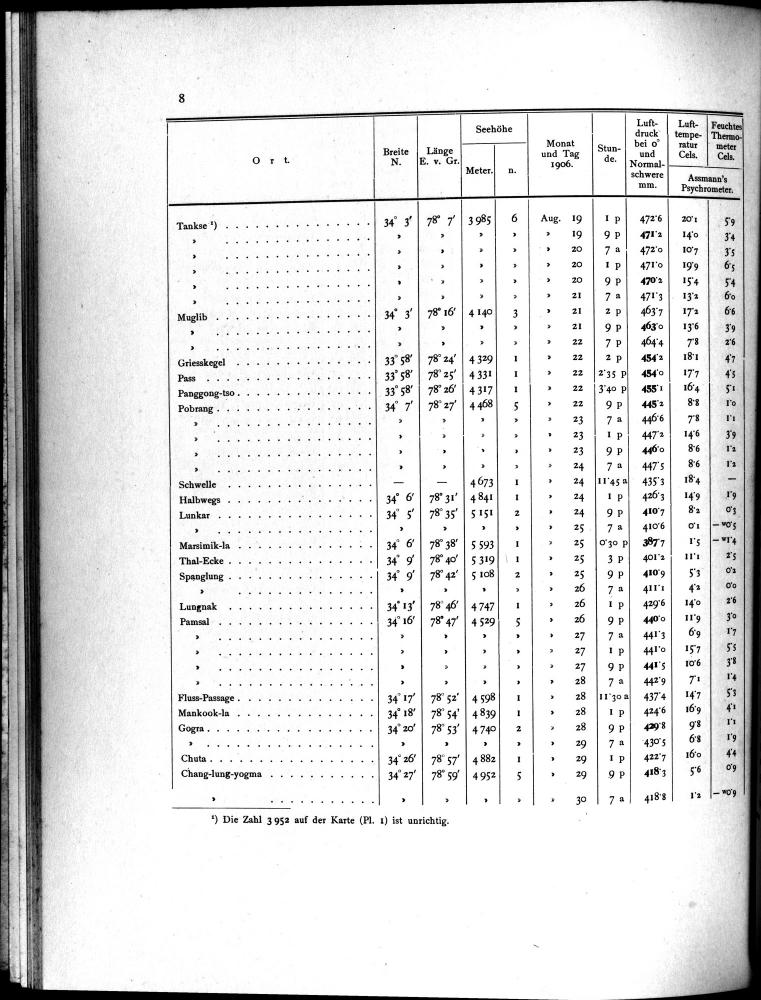 8
O r t. | Breite N. | Länge E. v. Gr. | Seehöhe Meter. | n. | Monat und Tag 1906. | Stunde. | Luftdruck bei 0° und Normalschwere mm. | Lufttemperatur Cels. | Feuchtes Thermometer Cels.
Assmann's Psychrometer.
Tankse ¹) . . . 34° 3′ 78° 7′ 3 985 6 Aug. 19 1 p 472·6 20·1 5·9
» . . . » » » » » 19 9 p 471·2 14·0 3·4
» . . . » » » » » 20 7 a 472·0 10·7 3·5
» . . . » » » » » 20 1 p 471·0 19·9 6·5
» . . . » » » » » 20 9 p 470·2 15·4 5·4
» . . . » » » » » 21 7 a 471·3 13·2 6·0
Muglib . . . 34° 3′ 78° 16′ 4 140 3 » 21 2 p 463·7 17·2 6·6
» . . . » » » » » 21 9 p 463·0 13·6 3·9
» . . . » » » » » 22 7 p 464·4 7·8 2·6
Griesskegel . . . 33° 58′ 78° 24′ 4 329 1 » 22 2 p 454·2 18·1 4·7
Pass . . . 33° 58′ 78° 25′ 4 331 1 » 22 2·35 p 454·0 17·7 4·5
Panggong-tso . . . 33° 58′ 78° 26′ 4 317 1 » 22 3·40 p 455·1 16·4 5·1
Pobrang . . . 34° 7′ 78° 27′ 4 468 5 » 22 9 p 445·2 8·8 1·0
» . . . » » » » » 23 7 a 446·6 7·8 1·1
» . . . » » » » » 23 1 p 447·2 14·6 3·9
» . . . » » » » » 23 9 p 446·0 8·6 1·2
» . . . » » » » » 24 7 a 447·5 8·6 1·2
Schwelle . . . — — 4 673 1 » 24 11·45 a 435·3 18·4 —
Halbwegs . . . 34° 6′ 78° 31′ 4 841 1 » 24 1 p 426·3 14·9 1·9
Lunkar . . . 34° 5′ 78° 35′ 5 151 2 » 24 9 p 410·7 8·2 0·3
» . . . » » » » » 25 7 a 410·6 0·1 — w0·5
Marsimik-la . . . 34° 6′ 78° 38′ 5 593 1 » 25 0·30 p 387·7 1·5 — w1·4
Thal-Ecke . . . 34° 9′ 78° 40′ 5 319 1 » 25 3 p 401·2 11·1 2·5
Spanglung . . . 34° 9′ 78° 42′ 5 108 2 » 25 9 p 410·9 5·3 0·2
» . . . » » » » » 26 7 a 411·1 4·2 0·0
Lungnak . . . 34° 13′ 78° 46′ 4 747 1 » 26 1 p 429·6 14·0 2·6
Pamsal . . . 34° 16′ 78° 47′ 4 529 5 » 26 9 p 440·0 11·9 3·0
» . . . » » » » » 27 7 a 441·3 6·9 1·7
» . . . » » » » » 27 1 p 441·0 15·7 5·5
» . . . » » » » » 27 9 p 441·5 10·6 3·8
» . . . » » » » » 28 7 a 442·9 7·1 1·4
Fluss-Passage . . . 34° 17′ 78° 52′ 4 598 1 » 28 11·30 a 437·4 14·7 5·3
Mankook-la . . . 34° 18′ 78° 54′ 4 839 1 » 28 1 p 424·6 16·9 4·1
Gogra . . . 34° 20′ 78° 53′ 4 740 2 » 28 9 p 429·8 9·8 1·1
» . . . » » » » » 29 7 a 430·5 6·8 1·9
Chuta . . . 34° 26′ 78° 57′ 4 882 1 » 29 1 p 422·7 16·0 4·4
Chang-lung-yogma . . . 34° 27′ 78° 59′ 4 952 5 » 29 9 p 418·3 5·6 0·9
» . . . » » » » » 30 7 a 418·8 1·2 — w0·9
¹) Die Zahl 3 952 auf der Karte (Pl. 1) ist unrichtig.